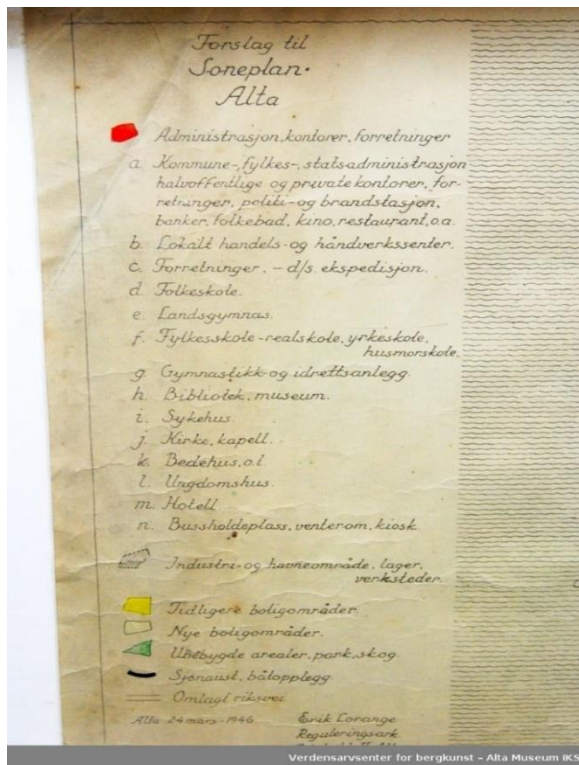 Forslag til
Soneplan.
Alta
Administrasjon, kontorer, forretninger
a. Kommune-, fylkes-, statsadministrasjon
halvoffentlige og private kontorer, for-
retninger, politi- og brandstasjon,
banker, folkebad, kino, restaurant, o.a.
b. Lokalt handels- og håndverkssenter.
c. Forretninger. - d/s. ekspedisjon.
d. Folkeskole.
e. Landsgymnas.
f. Fylkesskole - realskole, yrkeskole,
husmorskole.
g. Gymnastikk- og idrettsanlegg.
h. Bibliotek, museum.
i. Sykehus
j. Kirke, kapell.
k. Bedehus, o.l.
l. Ungdomshus.
m. Hotell
n. Bussholdeplass, venterom, kiosk
Industri- og havneområde, lager,
verksteder.
Tidligere boligområder.
Nye boligområder.
Ubebygde arealer, park, skog.
Sjønaust, båtopplegg
Omlagt riksvei
Alta 24 mars - 1946
Erik Lorange
Reguleringsark.
Verdensarvsenter for bergkunst – Alta Museum IKS